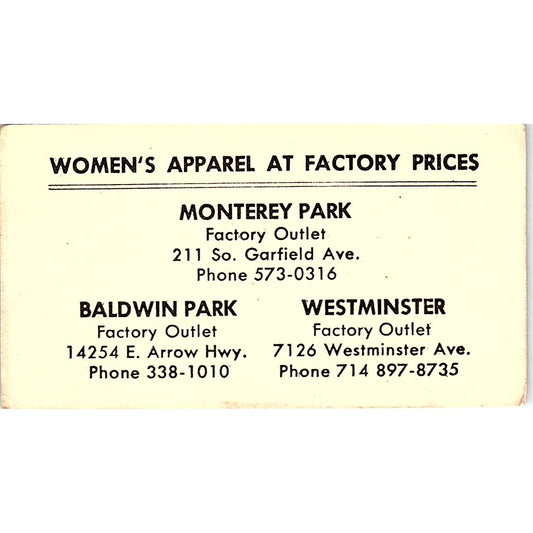 WOMEN'S APPAREL AT FACTORY PRICES
MONTEREY PARK
Factory Outlet
211 So. Garfield Ave.
Phone 573-0316
BALDWIN PARK
Factory Outlet
14254 E. Arrow Hwy.
Phone 338-1010
WESTMINSTER
Factory Outlet
7126 Westminster Ave.
Phone 714 897-8735